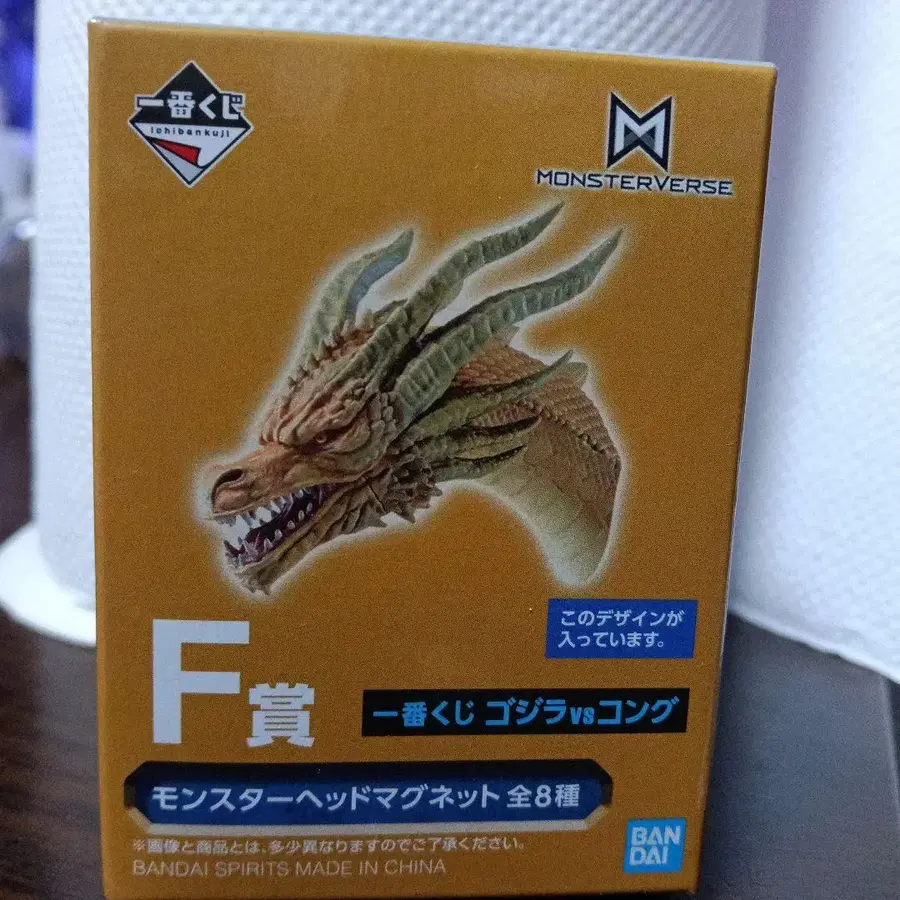 一番くじ
ichibankuji
MONSTERVERSE
このデザインが
入っています。
F賞
一番くじ ゴジラvsコング
モンスターヘッドマグネット 全8種
※画像と商品とは、多少異なりますのでご了承ください。
BANDAI SPIRITS MADE IN CHINA
BAN
DAI